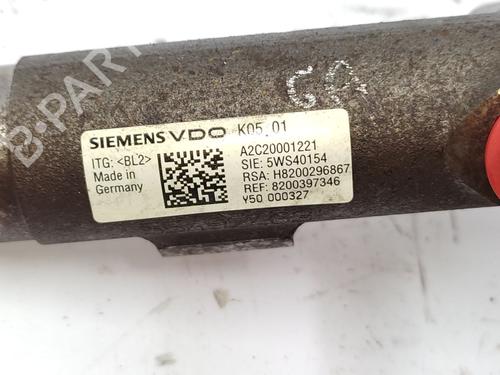 SIEMENS VDO K05.01
ITG: <BL2>
Made in
Germany
A2C20001221
SIE: 5WS40154
RSA: H8200296867
REF: 8200397346
Y50 000327
B-PARTS